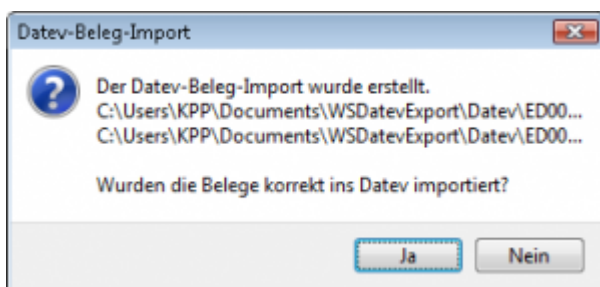 Datev-Beleg-Import
Der Datev-Beleg-Import wurde erstellt.
C:\Users\KPP\Documents\WSDatevExport\Datev\ED00...
C:\Users\KPP\Documents\WSDatevExport\Datev\ED00...
Wurden die Belege korrekt ins Datev importiert?
Ja
Nein